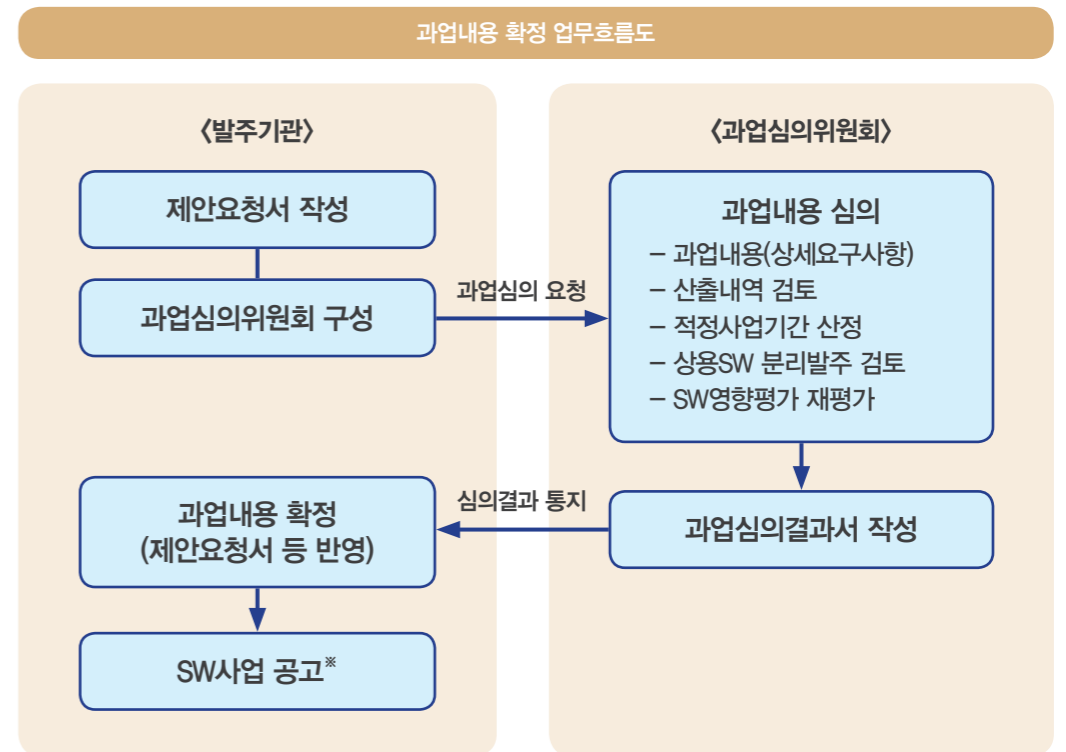 과업내용 확정 업무흐름도
〈발주기관〉
제안요청서 작성
과업심의위원회 구성
과업심의 요청
〈과업심의위원회〉
과업내용 심의
– 과업내용(상세요구사항)
– 산출내역 검토
– 적정사업기간 산정
– 상용SW 분리발주 검토
– SW영향평가 재평가
과업심의결과서 작성
심의결과 통지
과업내용 확정
(제안요청서 등 반영)
SW사업 공고※